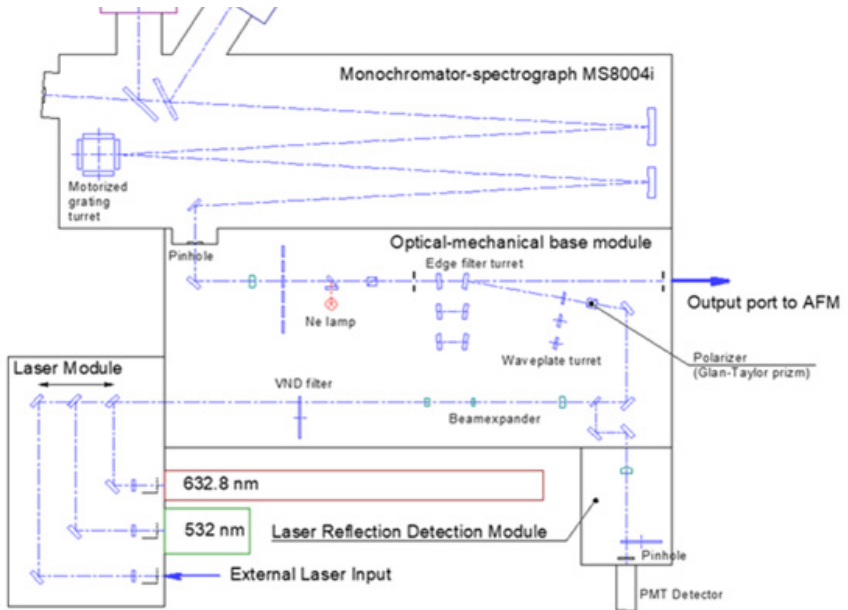 Monochromator-spectrograph MS8004i
Motorized
grating
turret
Pinhole
Optical-mechanical base module
Edge filter turret
Output port to AFM
Ne lamp
Waveplate turret
Polarizer
(Glan-Taylor prizm)
Laser Module
VND filter
Beamexpander
632.8 nm
532 nm
Laser Reflection Detection Module
Pinhole
External Laser Input
PMT Detector